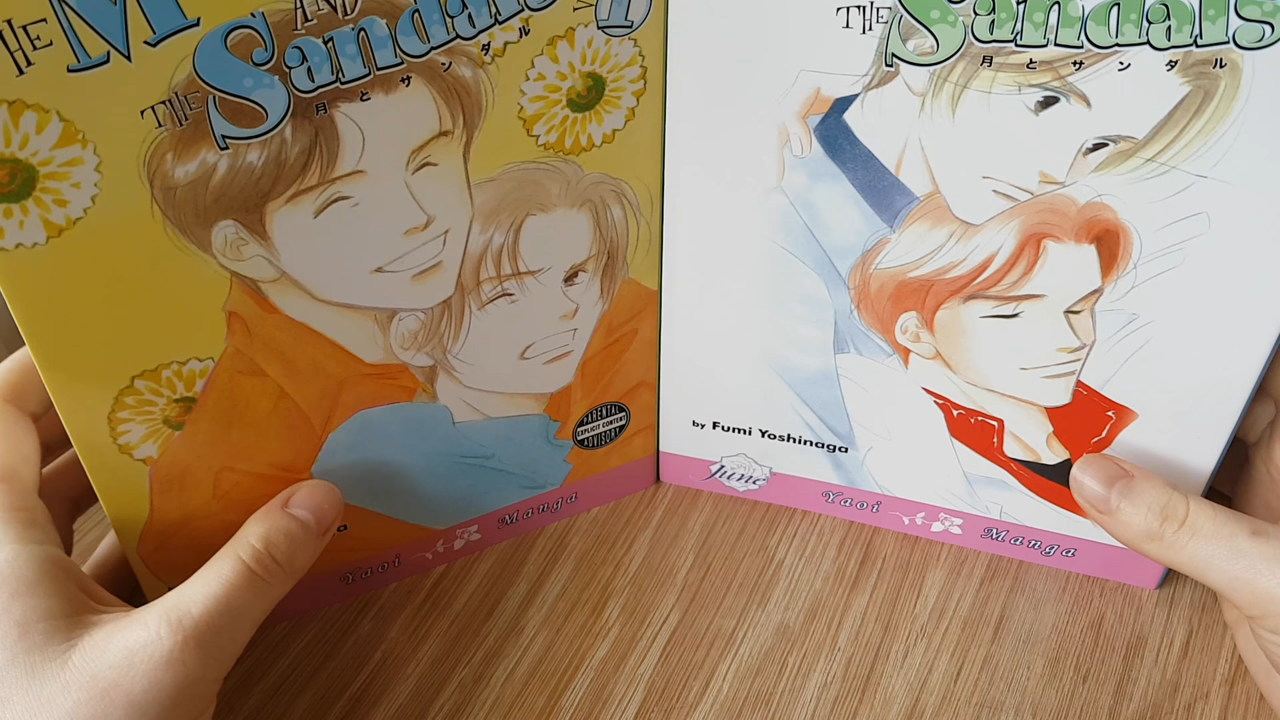 THE M
AND
THE Sandals
月とサンダル
1
PARENTAL
ADVISORY
EXPLICIT CONTENT
a
Yaoi Manga
THE Sandals
月とサンダル
by Fumi Yoshinaga
June
Yaoi Manga